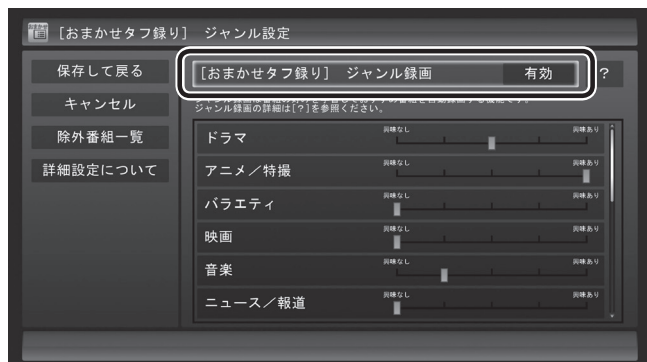 [おまかせタフ録り] ジャンル設定
保存して戻る
キャンセル
除外番組一覧
詳細設定について
[おまかせタフ録り] ジャンル録画 有効
?
ジャンル録画の詳細は[?]を参照ください。
ドラマ 興味なし 興味あり
アニメ／特撮 興味なし 興味あり
バラエティ 興味なし 興味あり
映画 興味なし 興味あり
音楽 興味なし 興味あり
ニュース／報道 興味なし 興味あり